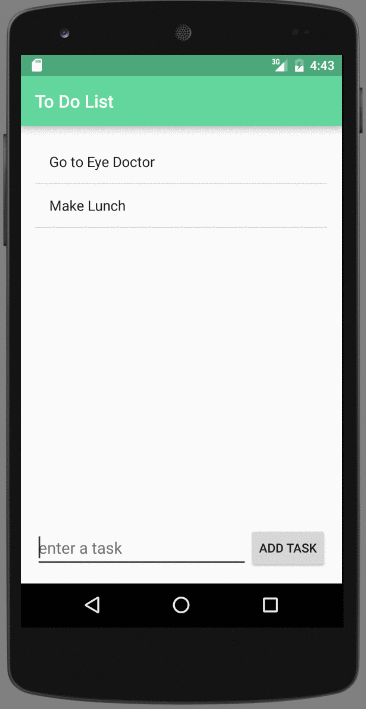 3G 4:43
To Do List
Go to Eye Doctor
Make Lunch
enter a task ADD TASK